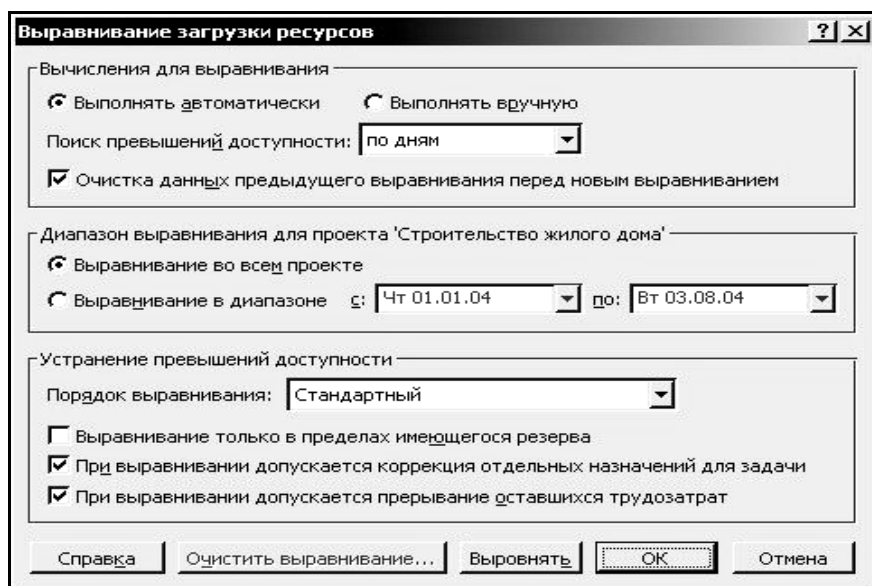 Выравнивание загрузки ресурсов
Вычисления для выравнивания
Выполнять автоматически Выполнять вручную
Поиск превышений доступности: по дням
Очистка данных предыдущего выравнивания перед новым выравниванием
Диапазон выравнивания для проекта 'Строительство жилого дома'
Выравнивание во всем проекте
Выравнивание в диапазоне с: Чт 01.01.04 по: Вт 03.08.04
Устранение превышений доступности
Порядок выравнивания: Стандартный
Выравнивание только в пределах имеющегося резерва
При выравнивании допускается коррекция отдельных назначений для задачи
При выравнивании допускается прерывание оставшихся трудозатрат
Справка Очистить выравнивание... Выровнять ОК Отмена